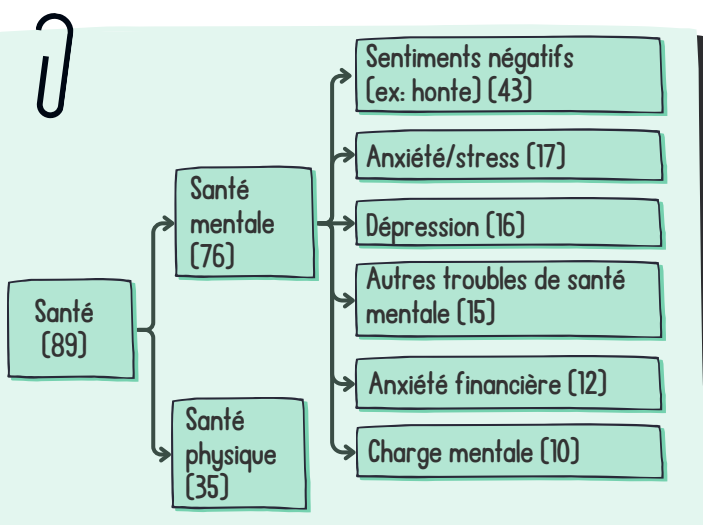 Santé
(89)
Santé
mentale
(76)
Santé
physique
(35)
Sentiments négatifs
(ex: honte) (43)
Anxiété/stress (17)
Dépression (16)
Autres troubles de santé
mentale (15)
Anxiété financière (12)
Charge mentale (10)